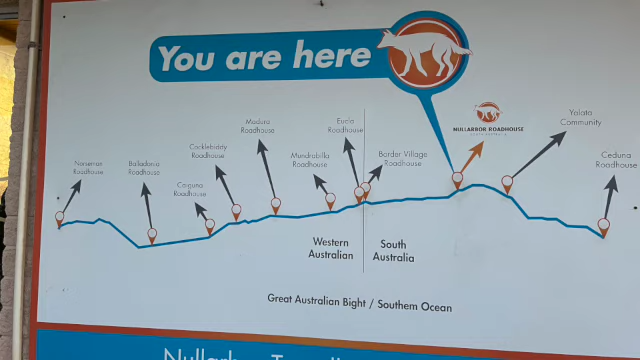 You are here
NULLARBOR ROADHOUSE
Yalata
Community
Eucla
Roadhouse
Madura
Roadhouse
Cocklebiddy
Roadhouse
Mundrabilla
Roadhouse
Border Village
Roadhouse
Ceduna
Roadhouse
Norseman
Roadhouse
Balladonia
Roadhouse
Caiguna
Roadhouse
Western
Australian
South
Australia
Great Australian Bight / Southern Ocean